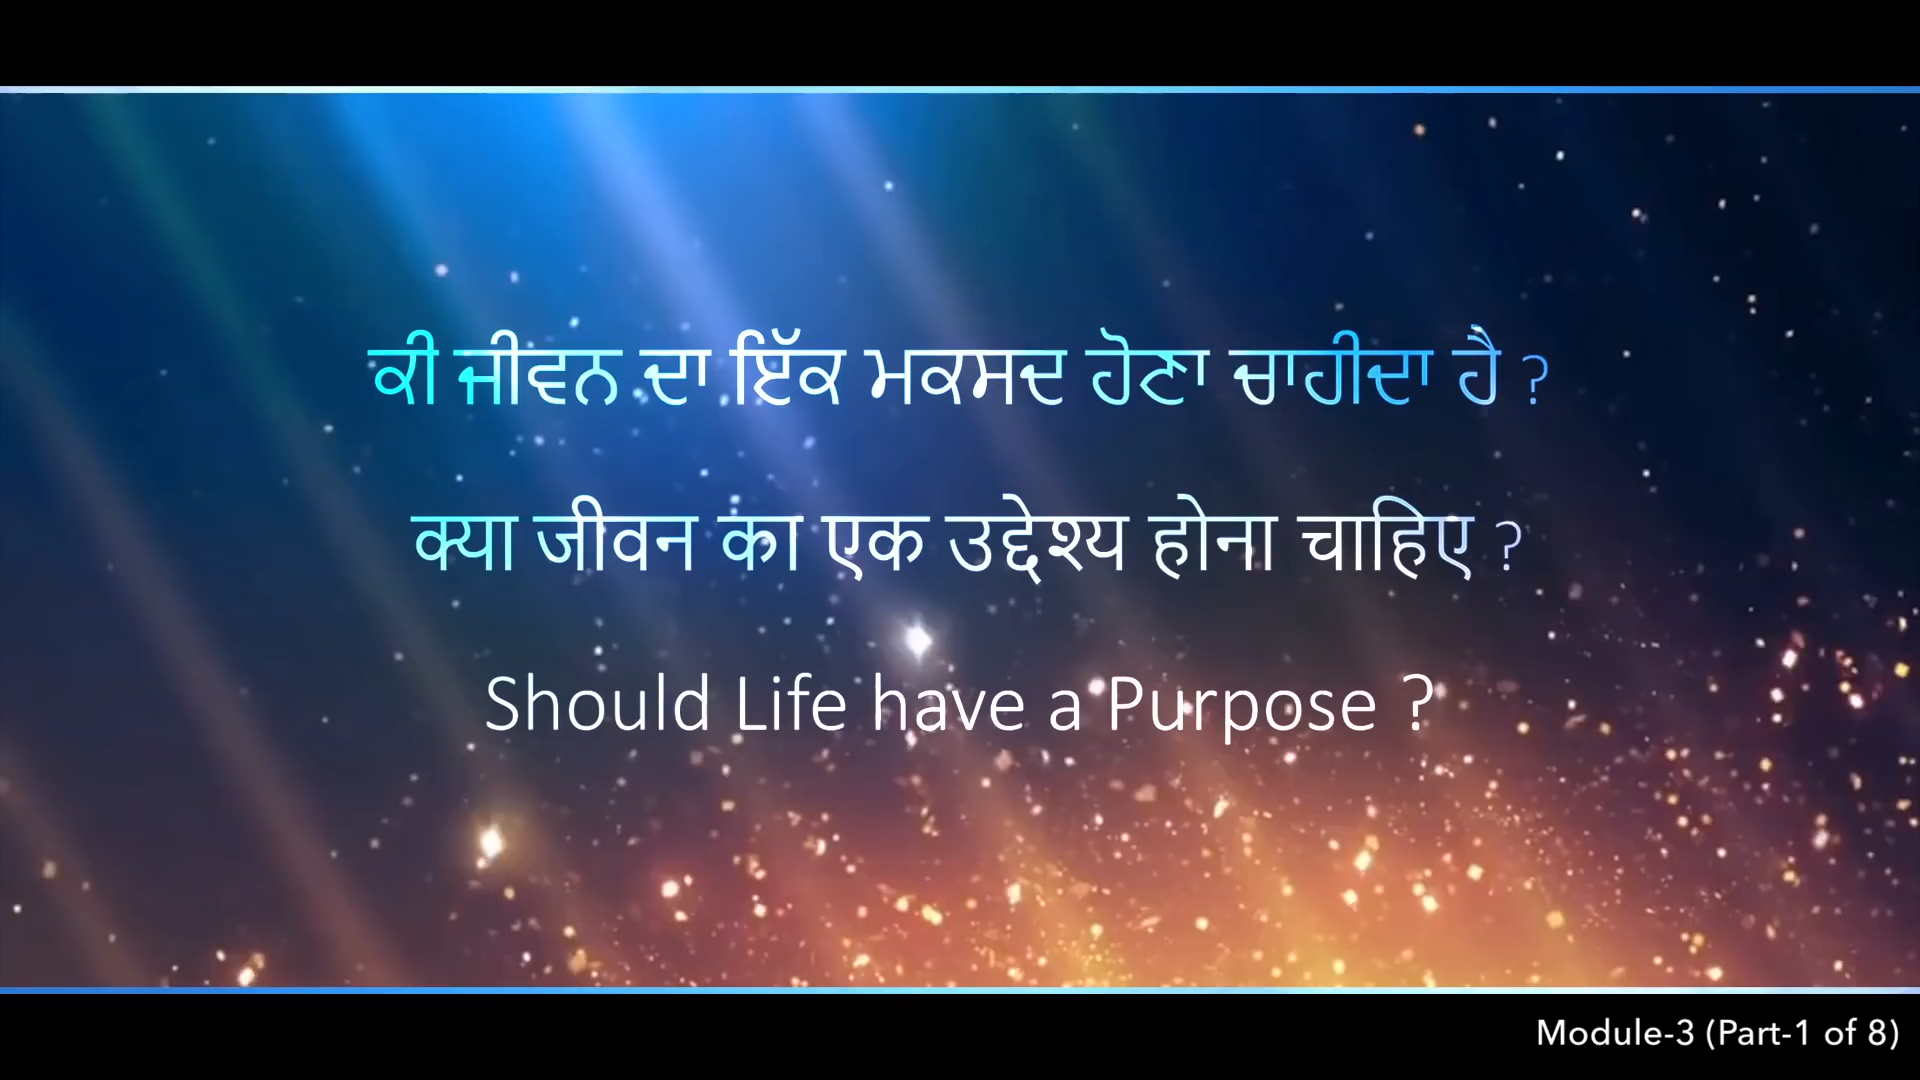 ਕੀ ਜੀਵਨ ਦਾ ਇੱਕ ਮਕਸਦ ਹੋਣਾ ਚਾਹੀਦਾ ਹੈ ?
क्या जीवन का एक उद्देश्य होना चाहिए ?
Should Life have a Purpose ?
Module-3 (Part-1 of 8)